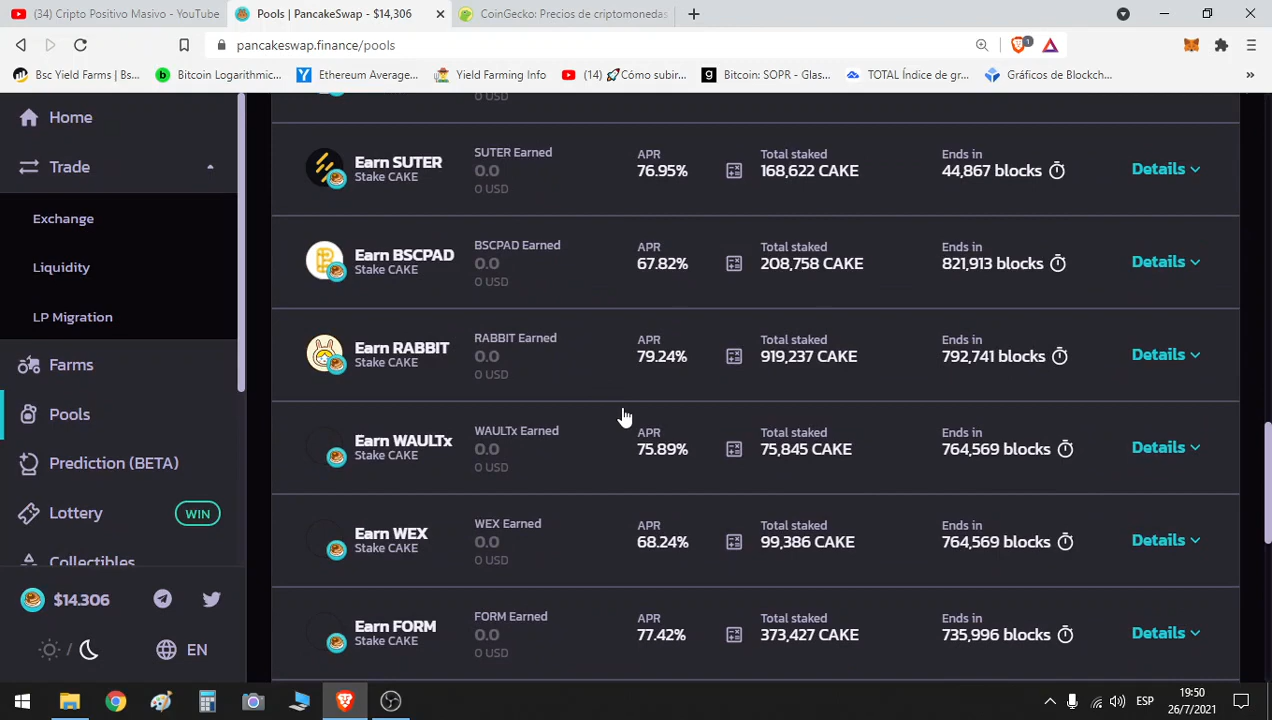 (34) Cripto Positivo Masivo - YouTube
Pools | PancakeSwap - $14,306
CoinGecko: Precios de criptomonedas
pancakeswap.finance/pools
1
Bsc Yield Farms | Bs...
Bitcoin Logarithmic...
Ethereum Average...
Yield Farming Info
(14) 🚀Cómo subir...
Bitcoin: SOPR - Glas...
TOTAL Índice de gr...
Gráficos de Blockch...
»
Home
Trade
Exchange
Liquidity
LP Migration
Farms
Pools
Prediction (BETA)
Lottery
WIN
Collectibles
$14.306
EN
0 USD
Earn SUTER
Stake CAKE
SUTER Earned
0.0
0 USD
APR
76.95%
Total staked
168,622 CAKE
Ends in
44,867 blocks
Details
Earn BSCPAD
Stake CAKE
BSCPAD Earned
0.0
0 USD
APR
67.82%
Total staked
208,758 CAKE
Ends in
821,913 blocks
Details
Earn RABBIT
Stake CAKE
RABBIT Earned
0.0
0 USD
APR
79.24%
Total staked
919,237 CAKE
Ends in
792,741 blocks
Details
Earn WAULTx
Stake CAKE
WAULTx Earned
0.0
0 USD
APR
75.89%
Total staked
75,845 CAKE
Ends in
764,569 blocks
Details
Earn WEX
Stake CAKE
WEX Earned
0.0
0 USD
APR
68.24%
Total staked
99,386 CAKE
Ends in
764,569 blocks
Details
Earn FORM
Stake CAKE
FORM Earned
0.0
0 USD
APR
77.42%
Total staked
373,427 CAKE
Ends in
735,996 blocks
Details
ESP
19:50
26/7/2021